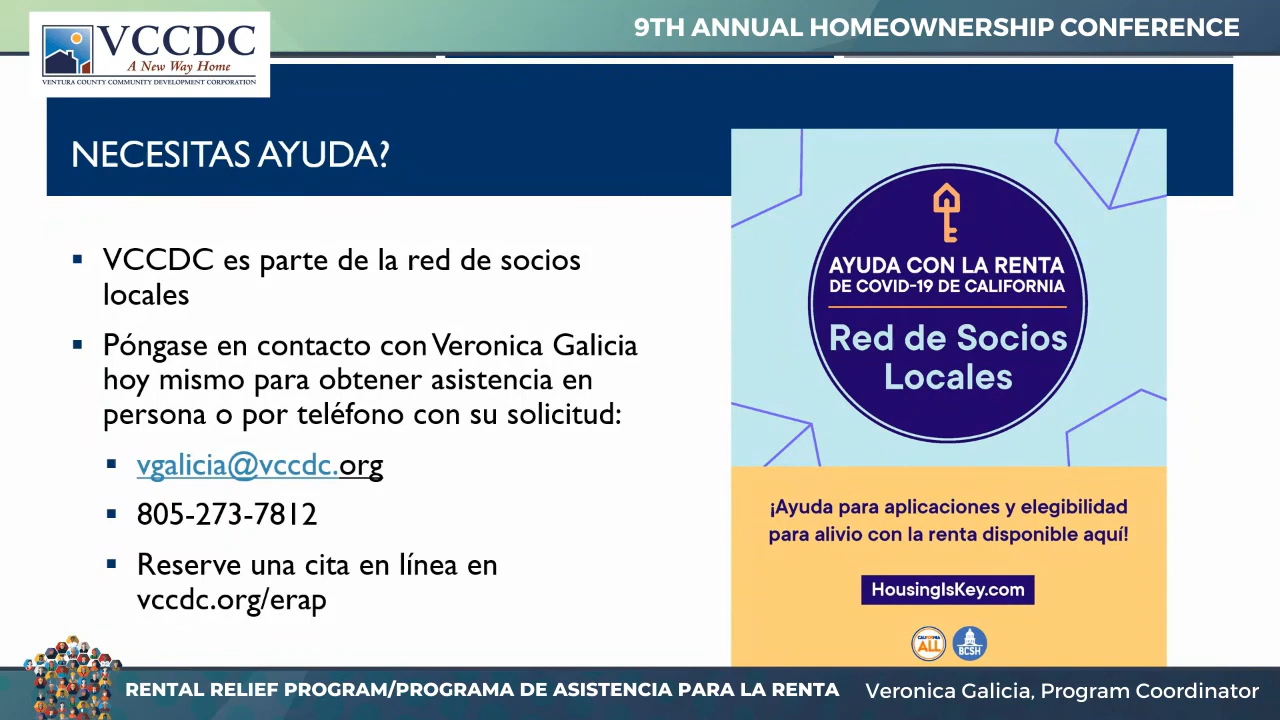 9TH ANNUAL HOMEOWNERSHIP CONFERENCE
VCCDC
A New Way Home
VENTURA COUNTY COMMUNITY DEVELOPMENT CORPORATION
NECESITAS AYUDA?
VCCDC es parte de la red de socios
locales
Póngase en contacto con Veronica Galicia
hoy mismo para obtener asistencia en
persona o por teléfono con su solicitud:
vgalicia@vccdc.org
805-273-7812
Reserve una cita en línea en
vccdc.org/erap
AYUDA CON LA RENTA
DE COVID-19 DE CALIFORNIA
Red de Socios
Locales
¡Ayuda para aplicaciones y elegibilidad
para alivio con la renta disponible aquí!
HousingIsKey.com
CALIFORNIA
ALL
BCSH
RENTAL RELIEF PROGRAM/PROGRAMA DE ASISTENCIA PARA LA RENTA
Veronica Galicia, Program Coordinator